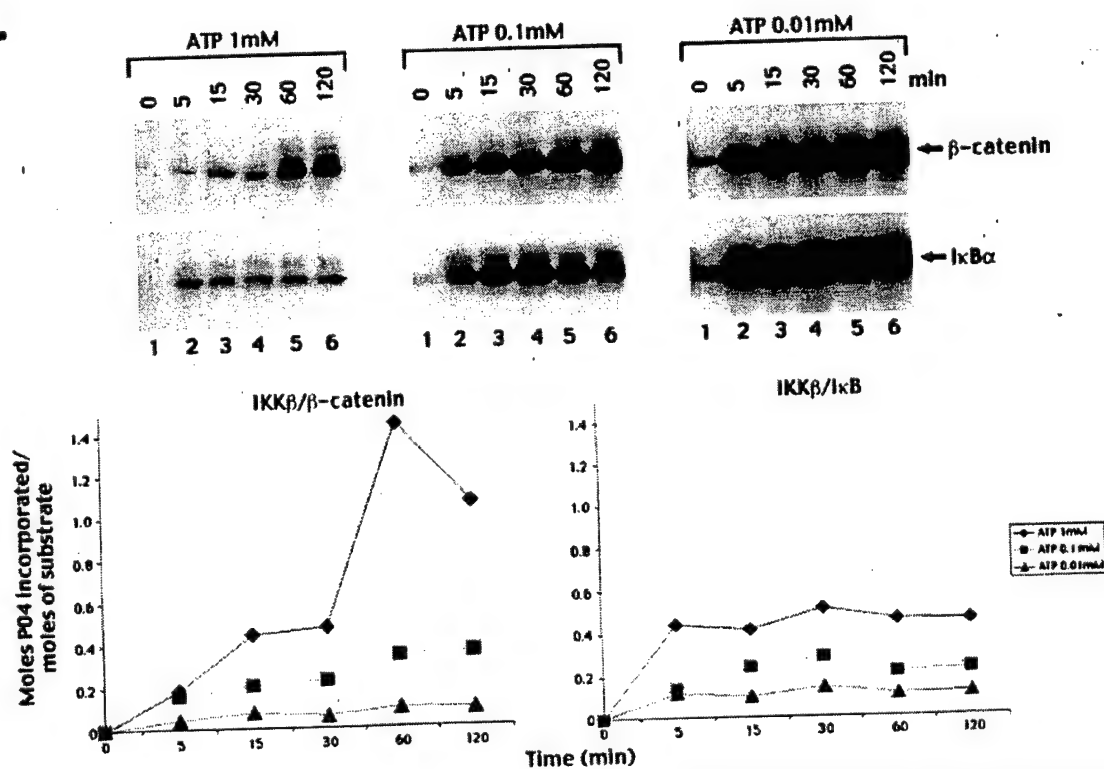 ATP 1mM
ATP 0.1mM
ATP 0.01mM
0 5 15 30 60 120
0 5 15 30 60 120
0 5 15 30 60 120 min
β-catenin
IκBα
1 2 3 4 5 6
1 2 3 4 5 6
1 2 3 4 5 6
IKKβ/β-catenin
Moles PO4 incorporated/
moles of substrate
1.4
1.2
1.0
0.8
0.6
0.4
0.2
0
0 5 15 30 60 120
IKKβ/IκB
1.4
1.2
1.0
0.8
0.6
0.4
0.2
0
0 5 15 30 60 120
Time (min)
ATP 1mM
ATP 0.1mM
ATP 0.01mM